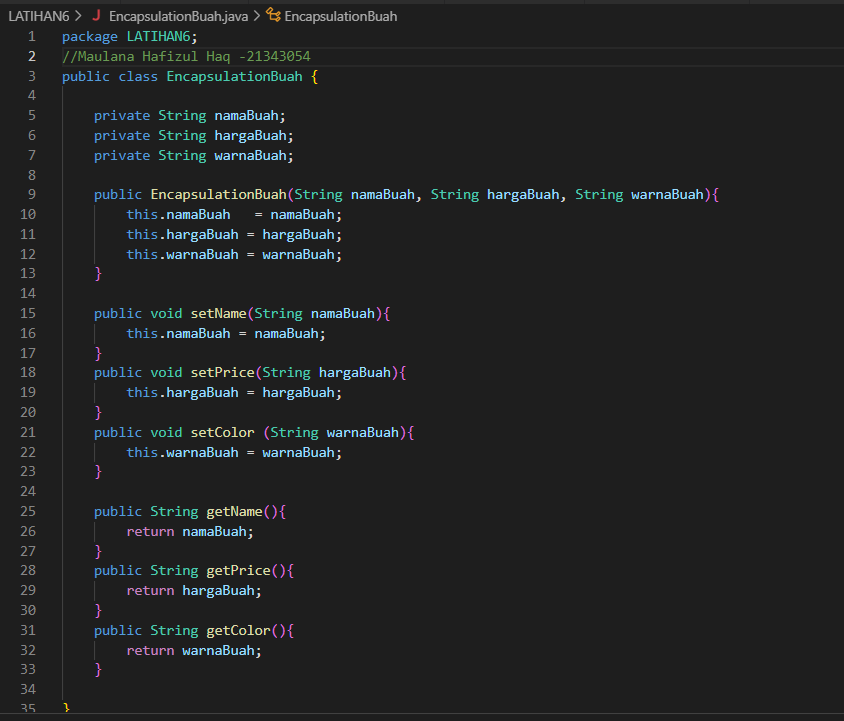 LATIHAN6 > J EncapsulationBuah.java > EncapsulationBuah
1 package LATIHAN6;
2 //Maulana Hafizul Haq -21343054
3 public class EncapsulationBuah {
4
5     private String namaBuah;
6     private String hargaBuah;
7     private String warnaBuah;
8
9     public EncapsulationBuah(String namaBuah, String hargaBuah, String warnaBuah){
10         this.namaBuah   = namaBuah;
11         this.hargaBuah = hargaBuah;
12         this.warnaBuah = warnaBuah;
13     }
14
15     public void setName(String namaBuah){
16         this.namaBuah = namaBuah;
17     }
18     public void setPrice(String hargaBuah){
19         this.hargaBuah = hargaBuah;
20     }
21     public void setColor (String warnaBuah){
22         this.warnaBuah = warnaBuah;
23     }
24
25     public String getName(){
26         return namaBuah;
27     }
28     public String getPrice(){
29         return hargaBuah;
30     }
31     public String getColor(){
32         return warnaBuah;
33     }
34
35 }